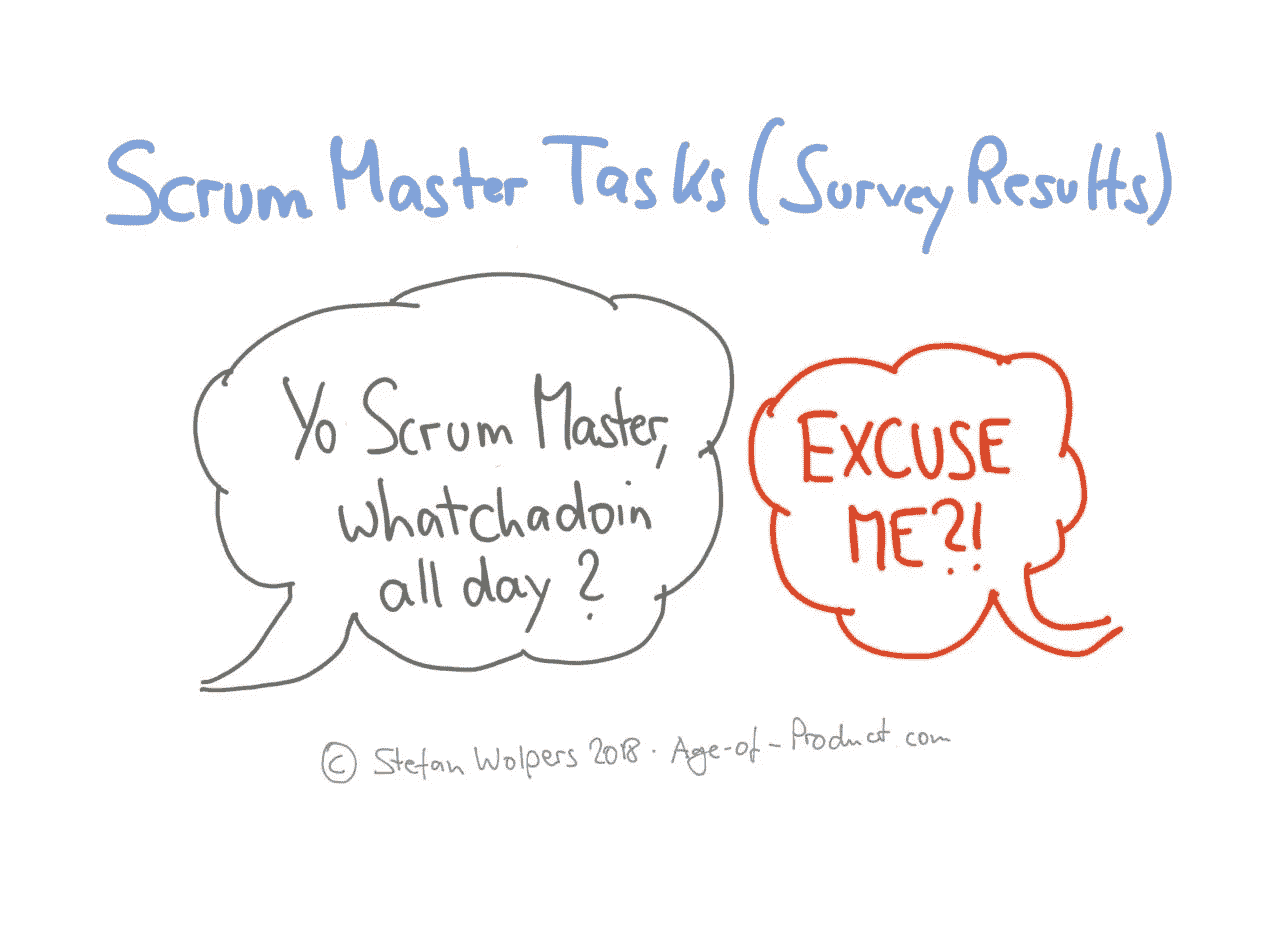 Scrum Master Tasks (Survey Results)
Yo Scrum Master,
whatchadoin
all day ?
EXCUSE
ME?!
© Stefan Wolpers 2018 · Age-of-Product.com